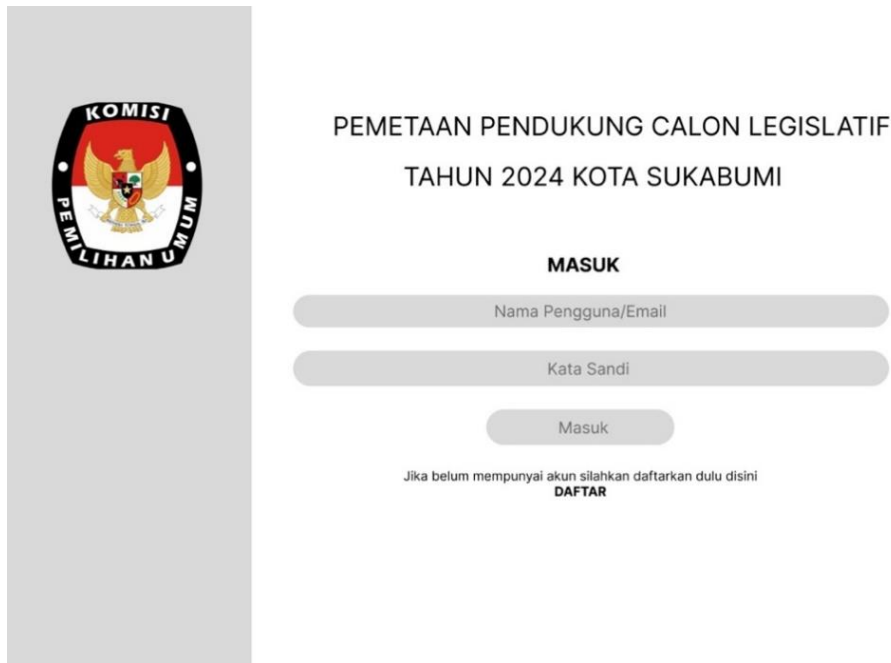 KOMISI
PEMILIHAN UMUM
PEMETAAN PENDUKUNG CALON LEGISLATIF
TAHUN 2024 KOTA SUKABUMI
MASUK
Nama Pengguna/Email
Kata Sandi
Masuk
Jika belum mempunyai akun silahkan daftarkan dulu disini
DAFTAR